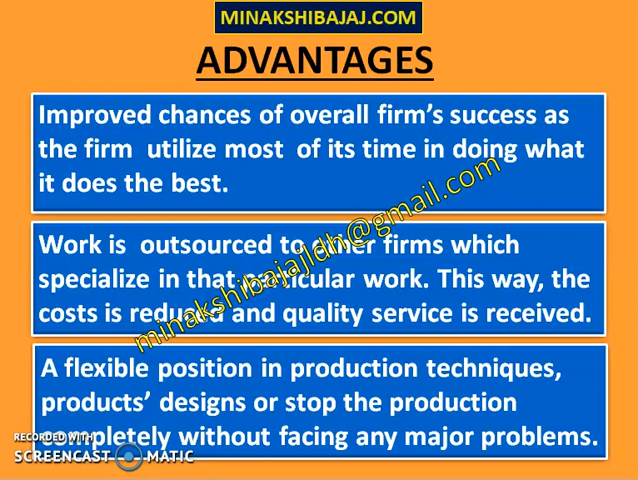 MINAKSHIBAJAJ.COM
ADVANTAGES
Improved chances of overall firm's success as
the firm utilize most of its time in doing what
it does the best.
Work is outsourced to other firms which
specialize in that particular work. This way, the
costs is reduced and quality service is received.
minakshibajajldh@gmail.com
A flexible position in production techniques,
products' designs or stop the production
completely without facing any major problems.
RECORDED WITH
SCREENCAST MATIC